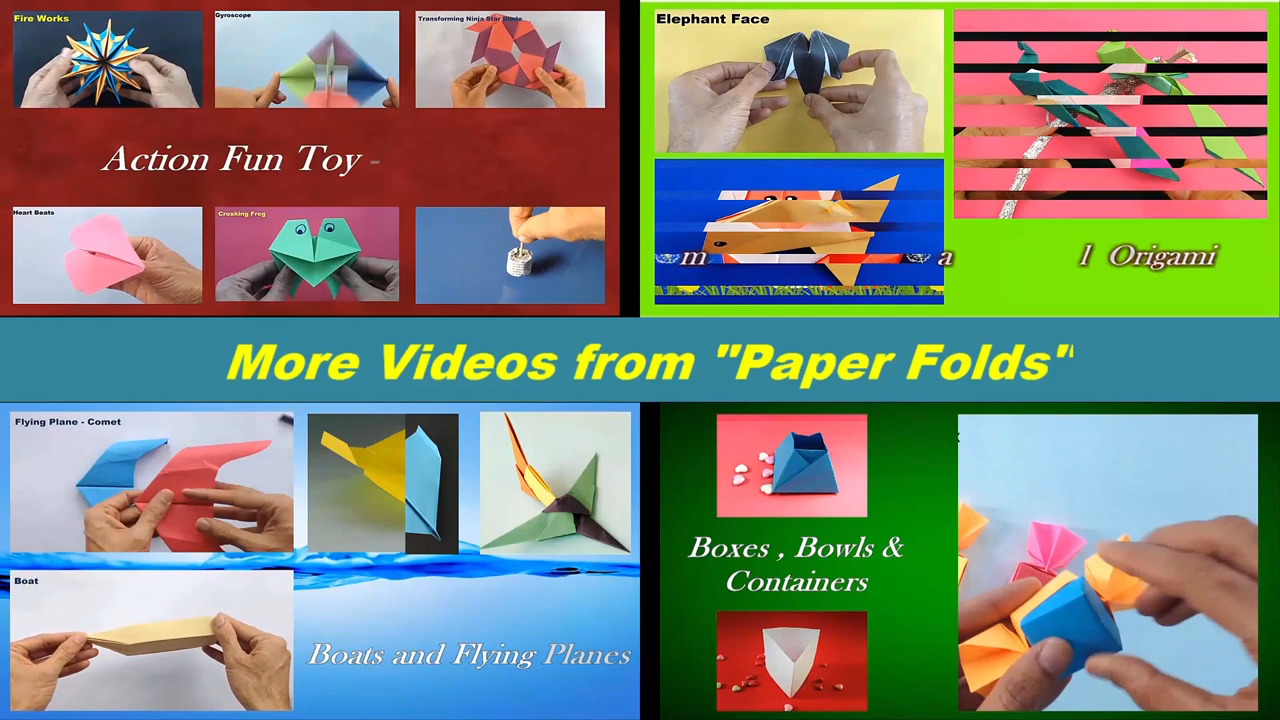 Fire Works
Gyroscope
Transforming Ninja Star Blade
Action Fun Toy -
Heart Beats
Croaking Frog
Elephant Face
m a l Origami
More Videos from "Paper Folds"
Flying Plane - Comet
Boat
Boats and Flying Planes
Boxes , Bowls &
Containers